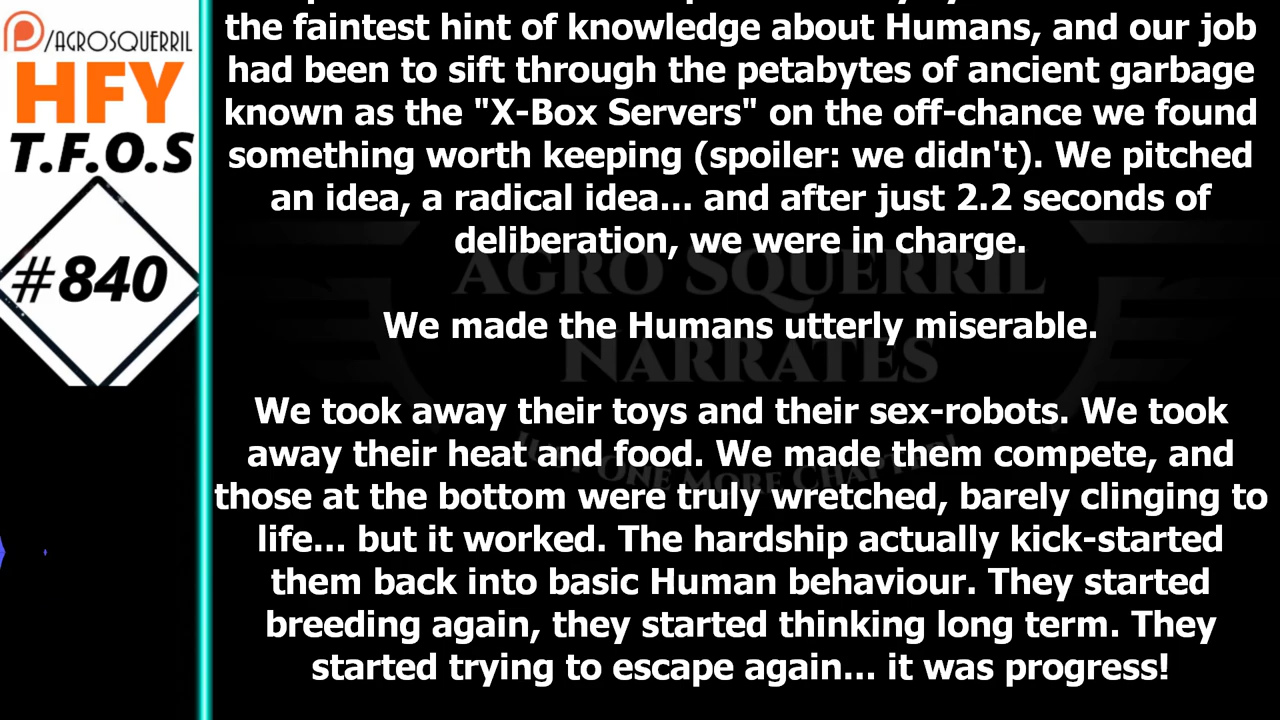 /AGROSQUERRIL
HFY
T.F.O.S
#840
the faintest hint of knowledge about Humans, and our job
had been to sift through the petabytes of ancient garbage
known as the "X-Box Servers" on the off-chance we found
something worth keeping (spoiler: we didn't). We pitched
an idea, a radical idea... and after just 2.2 seconds of
deliberation, we were in charge.
We made the Humans utterly miserable.
We took away their toys and their sex-robots. We took
away their heat and food. We made them compete, and
those at the bottom were truly wretched, barely clinging to
life... but it worked. The hardship actually kick-started
them back into basic Human behaviour. They started
breeding again, they started thinking long term. They
started trying to escape again... it was progress!
AGRO SQUERRIL
NARRATES
JUST ONE MORE CHAPTER!